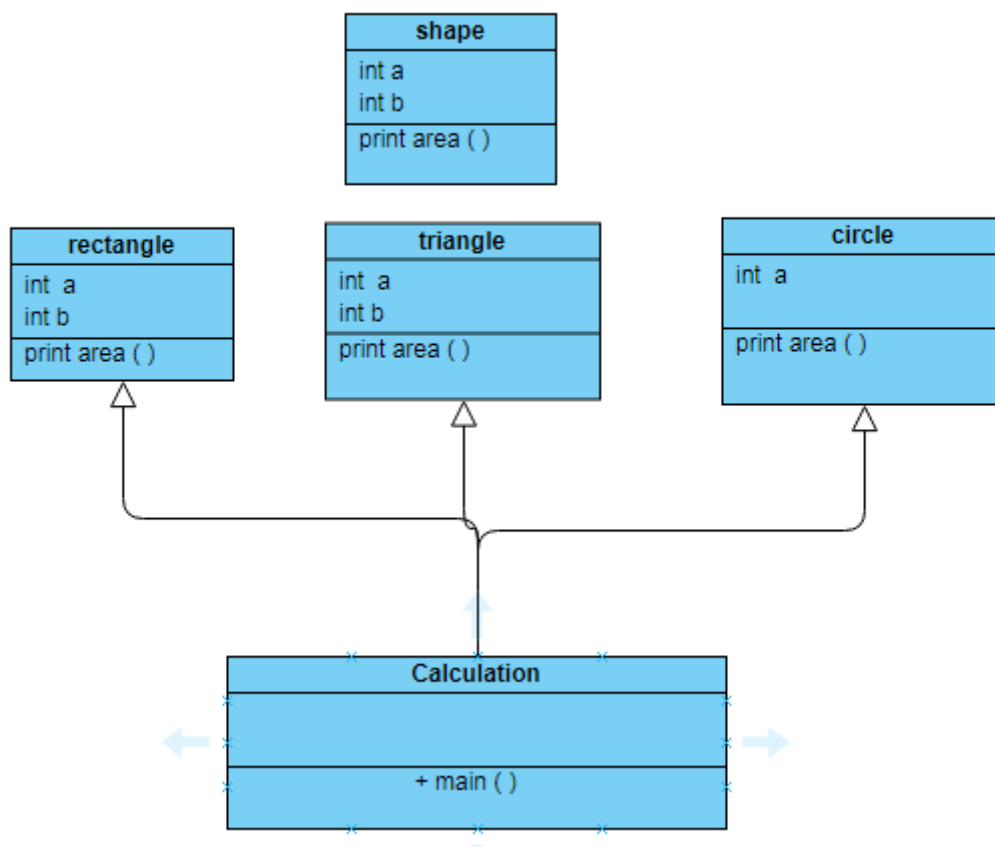 shape
int a
int b
print area ( )
rectangle
int  a
int b
print area ( )
triangle
int  a
int b
print area ( )
circle
int  a
print area ( )
Calculation
+ main ( )